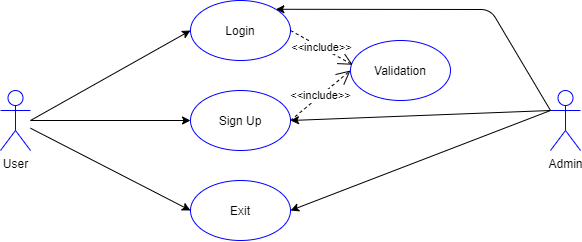 Login
<<include>>
Validation
<<include>>
Sign Up
User
Admin
Exit